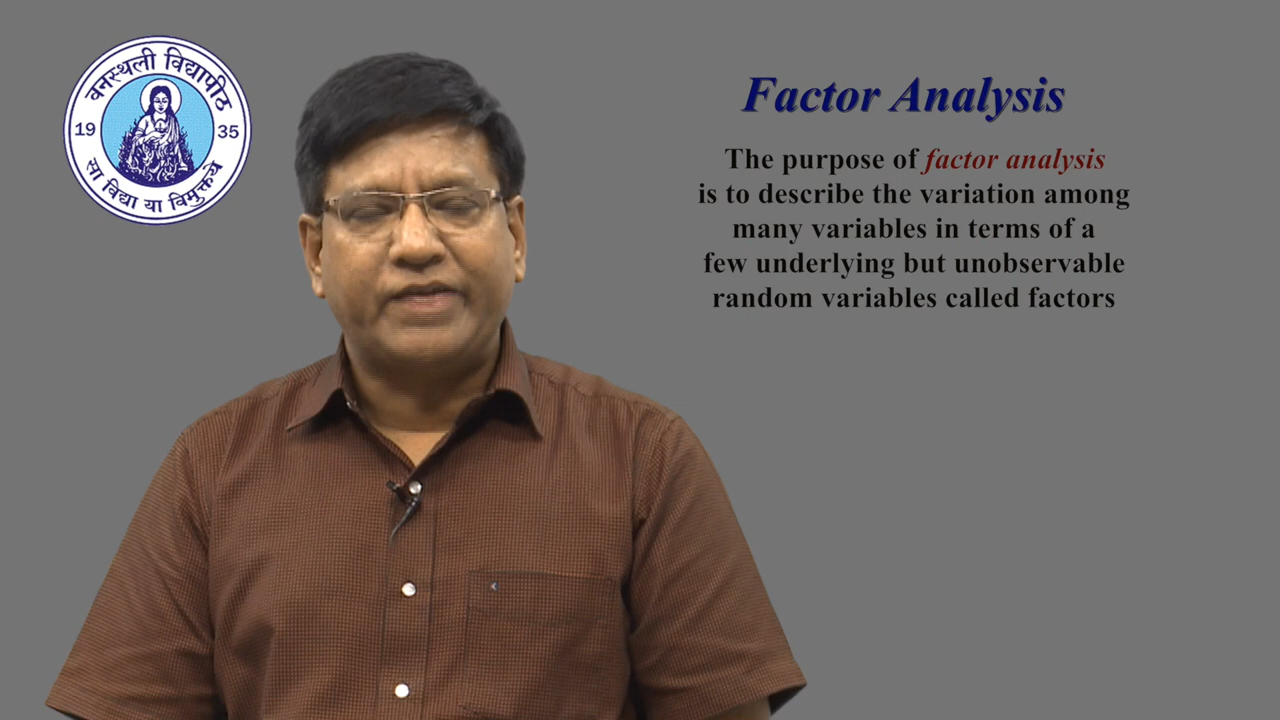 वनस्थली विद्यापीठ
19 35
सा विद्या या विमुक्तये
Factor Analysis
The purpose of factor analysis
is to describe the variation among
many variables in terms of a
few underlying but unobservable
random variables called factors